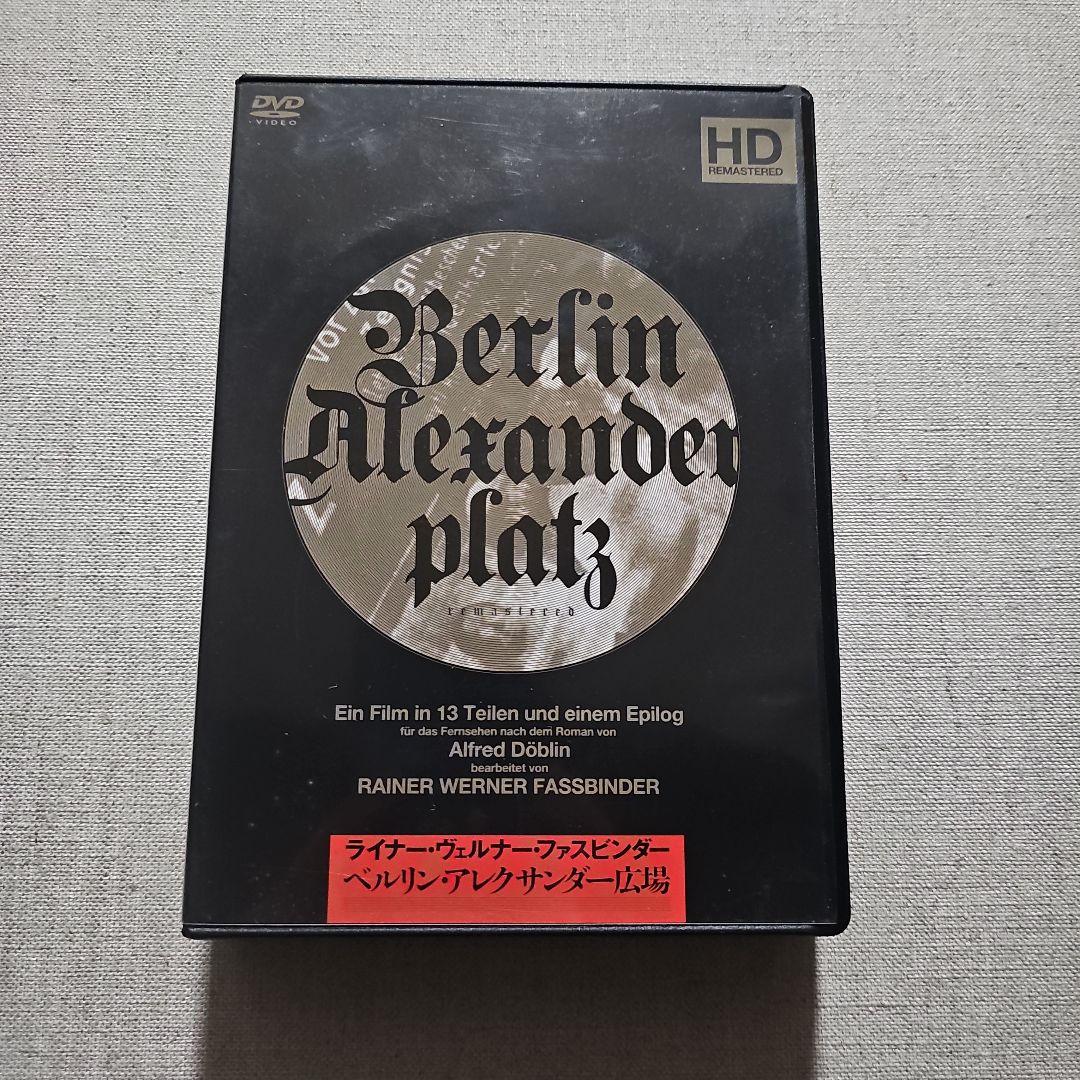 DVD
VIDEO
HD
REMASTERED
Berlin
Alexander
platz
remastered
Ein Film in 13 Teilen und einem Epilog
für das Fernsehen nach dem Roman von
Alfred Döblin
bearbeitet von
RAINER WERNER FASSBINDER
ライナー・ヴェルナー・ファスビンダー
ベルリン・アレクサンダー広場